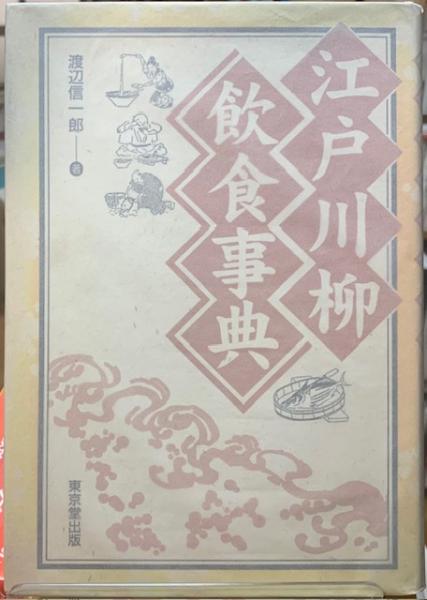 江戸川柳
飲食事典
渡辺信一郎──著
東京堂出版